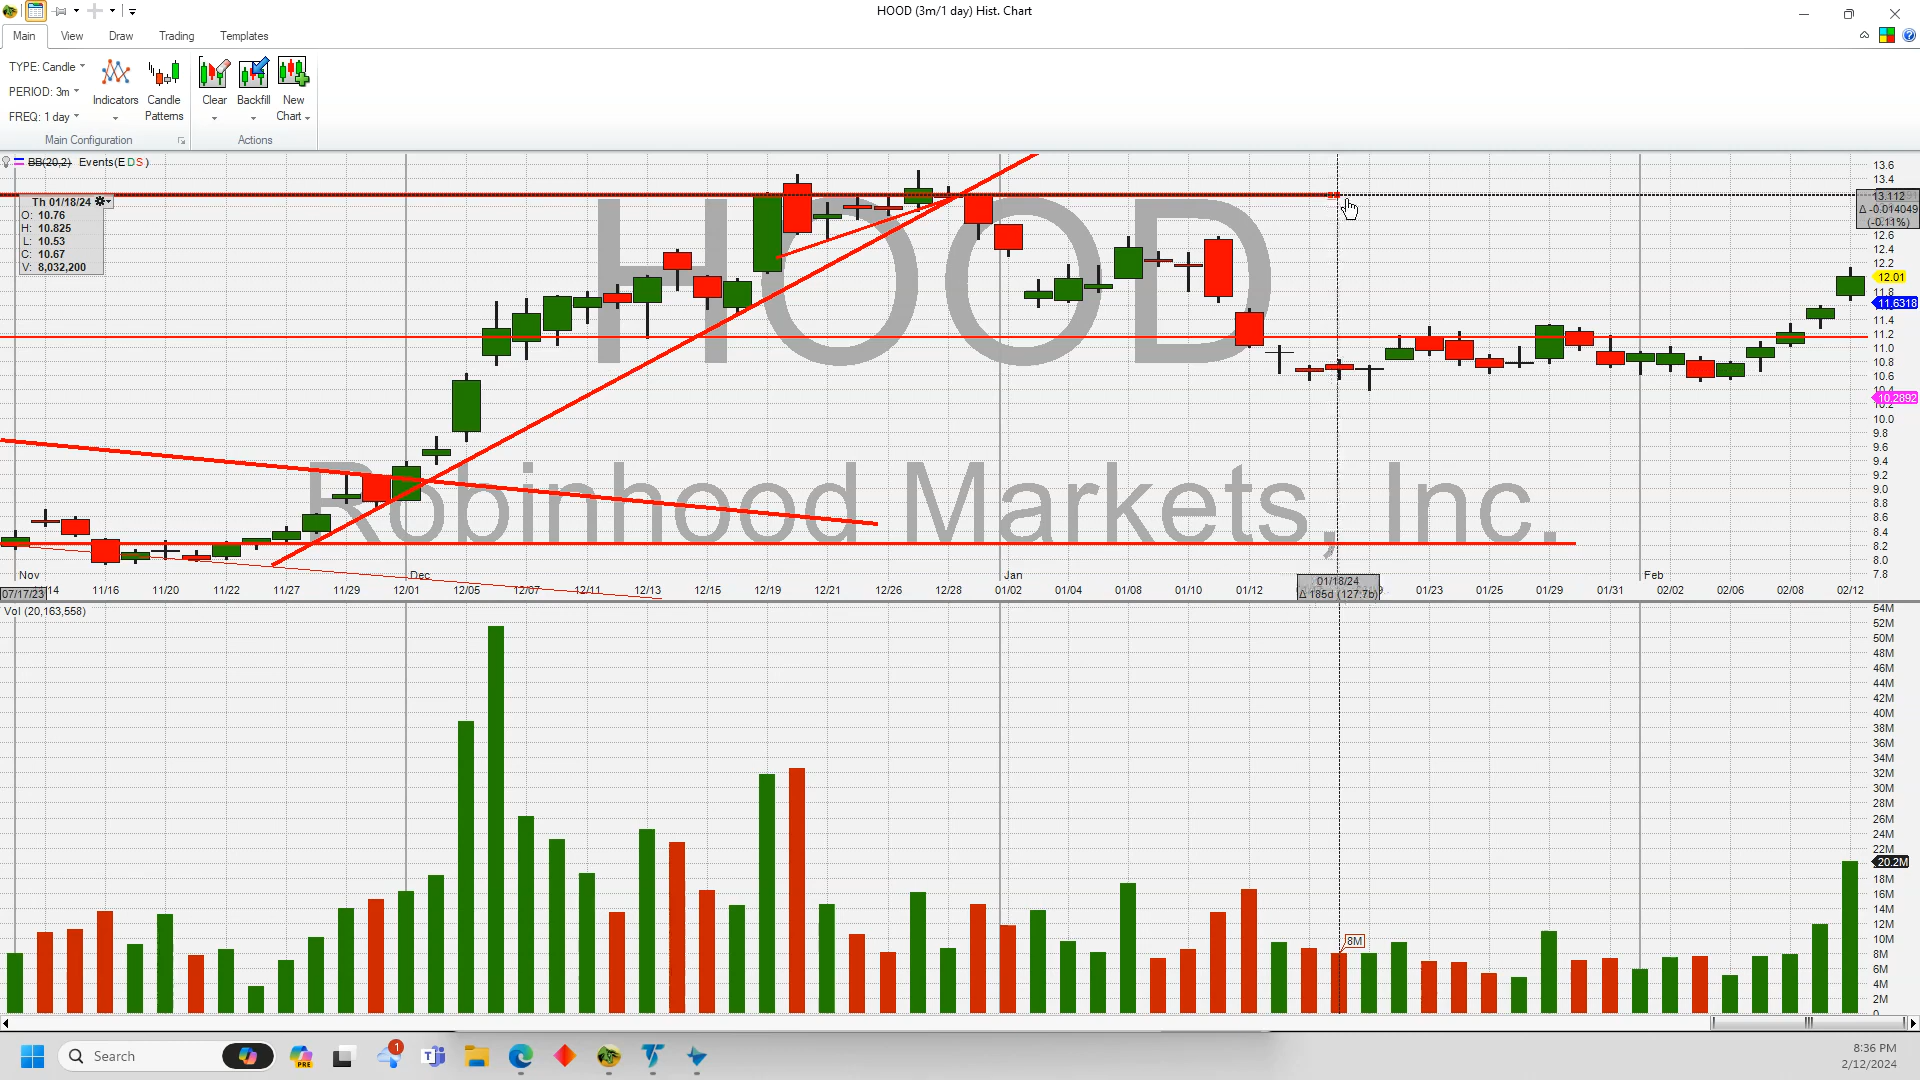 HOOD (3m/1 day) Hist. Chart
Main View Draw Trading Templates
TYPE: Candle
PERIOD: 3m
FREQ: 1 day
Indicators
Candle Patterns
Clear
Backfill
New Chart
Main Configuration
Actions
BB(20,2) Events(EDS)
Th 01/18/24
O: 10.76
H: 10.825
L: 10.53
C: 10.67
V: 8,032,200
HOOD
Robinhood Markets, Inc.
13.6
13.4
13.112
Δ -0.014049
(-0.11%)
12.6
12.4
12.2
12.01
11.8
11.6318
11.4
11.2
11.0
10.8
10.6
10.4
10.2892
10.2
10.0
9.8
9.6
9.4
9.2
9.0
8.8
8.6
8.4
8.2
8.0
7.8
Nov Dec Jan Feb
01/18/24
Δ 185d (127:7b)
07/17/23 14 11/16 11/20 11/22 11/27 11/29 12/01 12/05 12/07 12/11 12/13 12/15 12/19 12/21 12/26 12/28 01/02 01/04 01/08 01/10 01/12 01/23 01/25 01/29 01/31 02/02 02/06 02/08 02/12
Vol (20,163,558)
54M
52M
50M
48M
46M
44M
42M
40M
38M
36M
34M
32M
30M
28M
26M
24M
22M
20.2M
18M
16M
14M
12M
10M
8M
6M
4M
2M
0
8M
Search
PRE
1
8:36 PM
2/12/2024